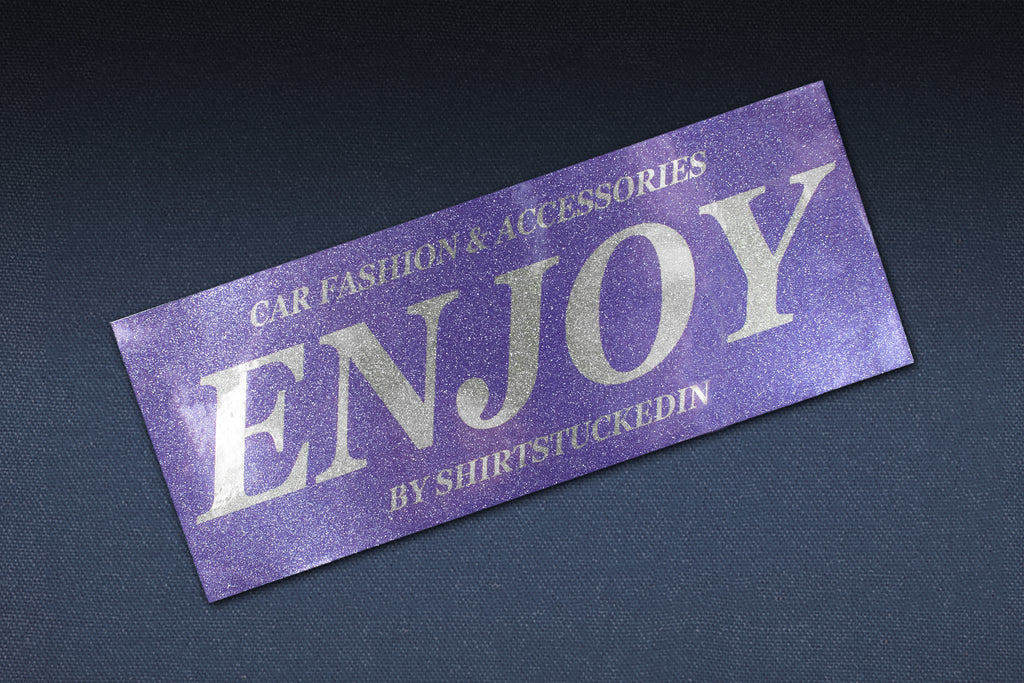 CAR FASHION & ACCESSORIES
ENJOY
BY SHIRTSTUCKEDIN